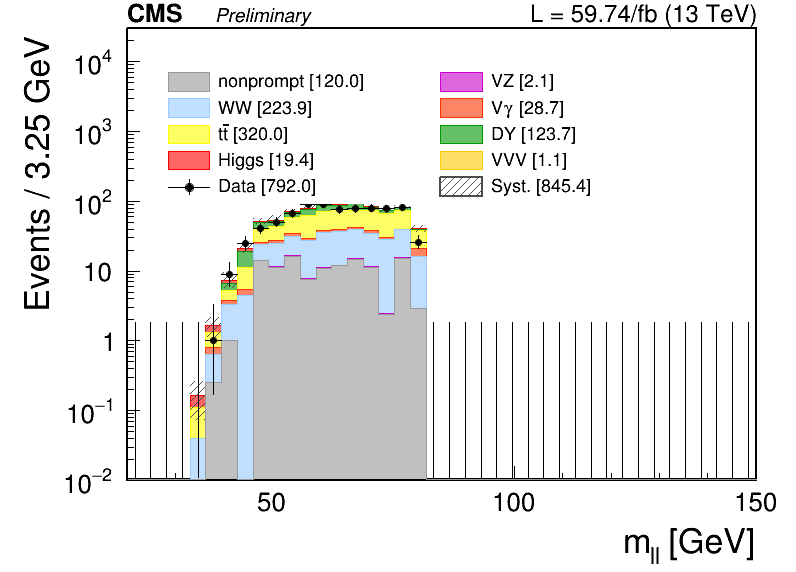 CMS Preliminary L = 59.74/fb (13 TeV)
Events / 3.25 GeV
10⁴
10³
10²
10
1
10⁻¹
10⁻²
nonprompt [120.0] VZ [2.1]
WW [223.9] Vγ [28.7]
tt̄ [320.0] DY [123.7]
Higgs [19.4] VVV [1.1]
Data [792.0] Syst. [845.4]
50 100 150
m_ll [GeV]